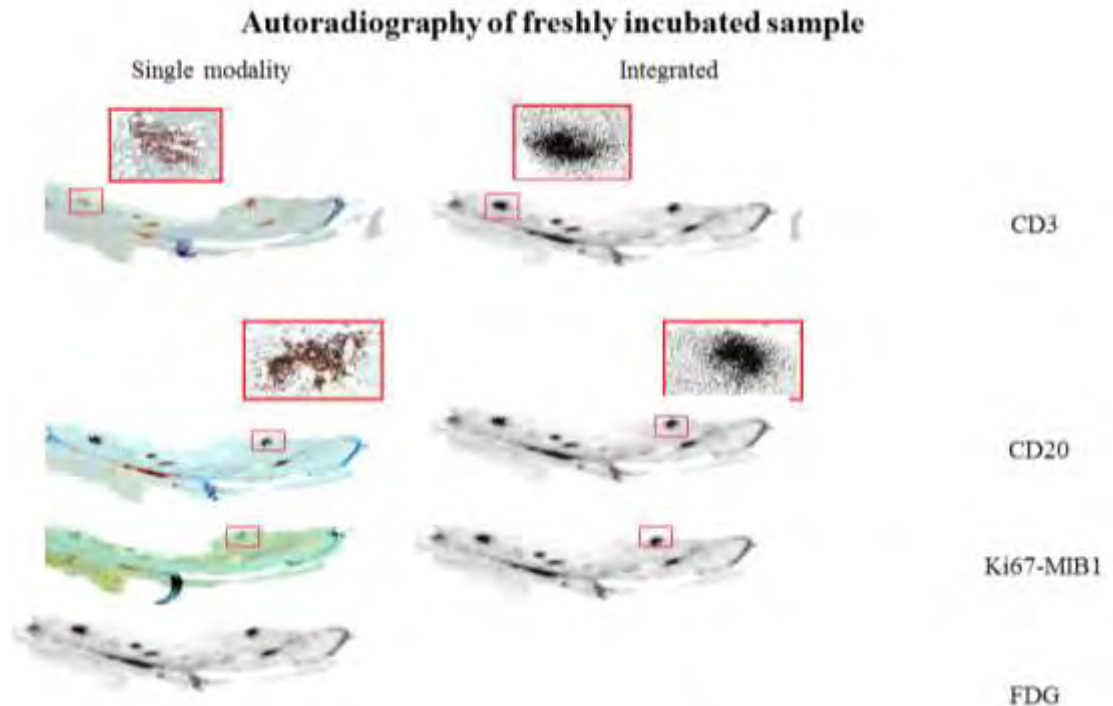 Autoradiography of freshly incubated sample
Single modality
Integrated
CD3
CD20
Ki67-MIB1
FDG